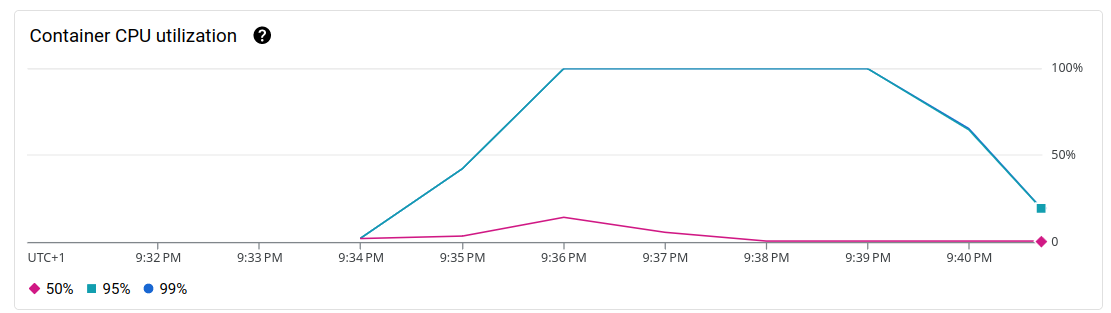 Container CPU utilization ?
100%
50%
0
UTC+1 9:32 PM 9:33 PM 9:34 PM 9:35 PM 9:36 PM 9:37 PM 9:38 PM 9:39 PM 9:40 PM
50% 95% 99%